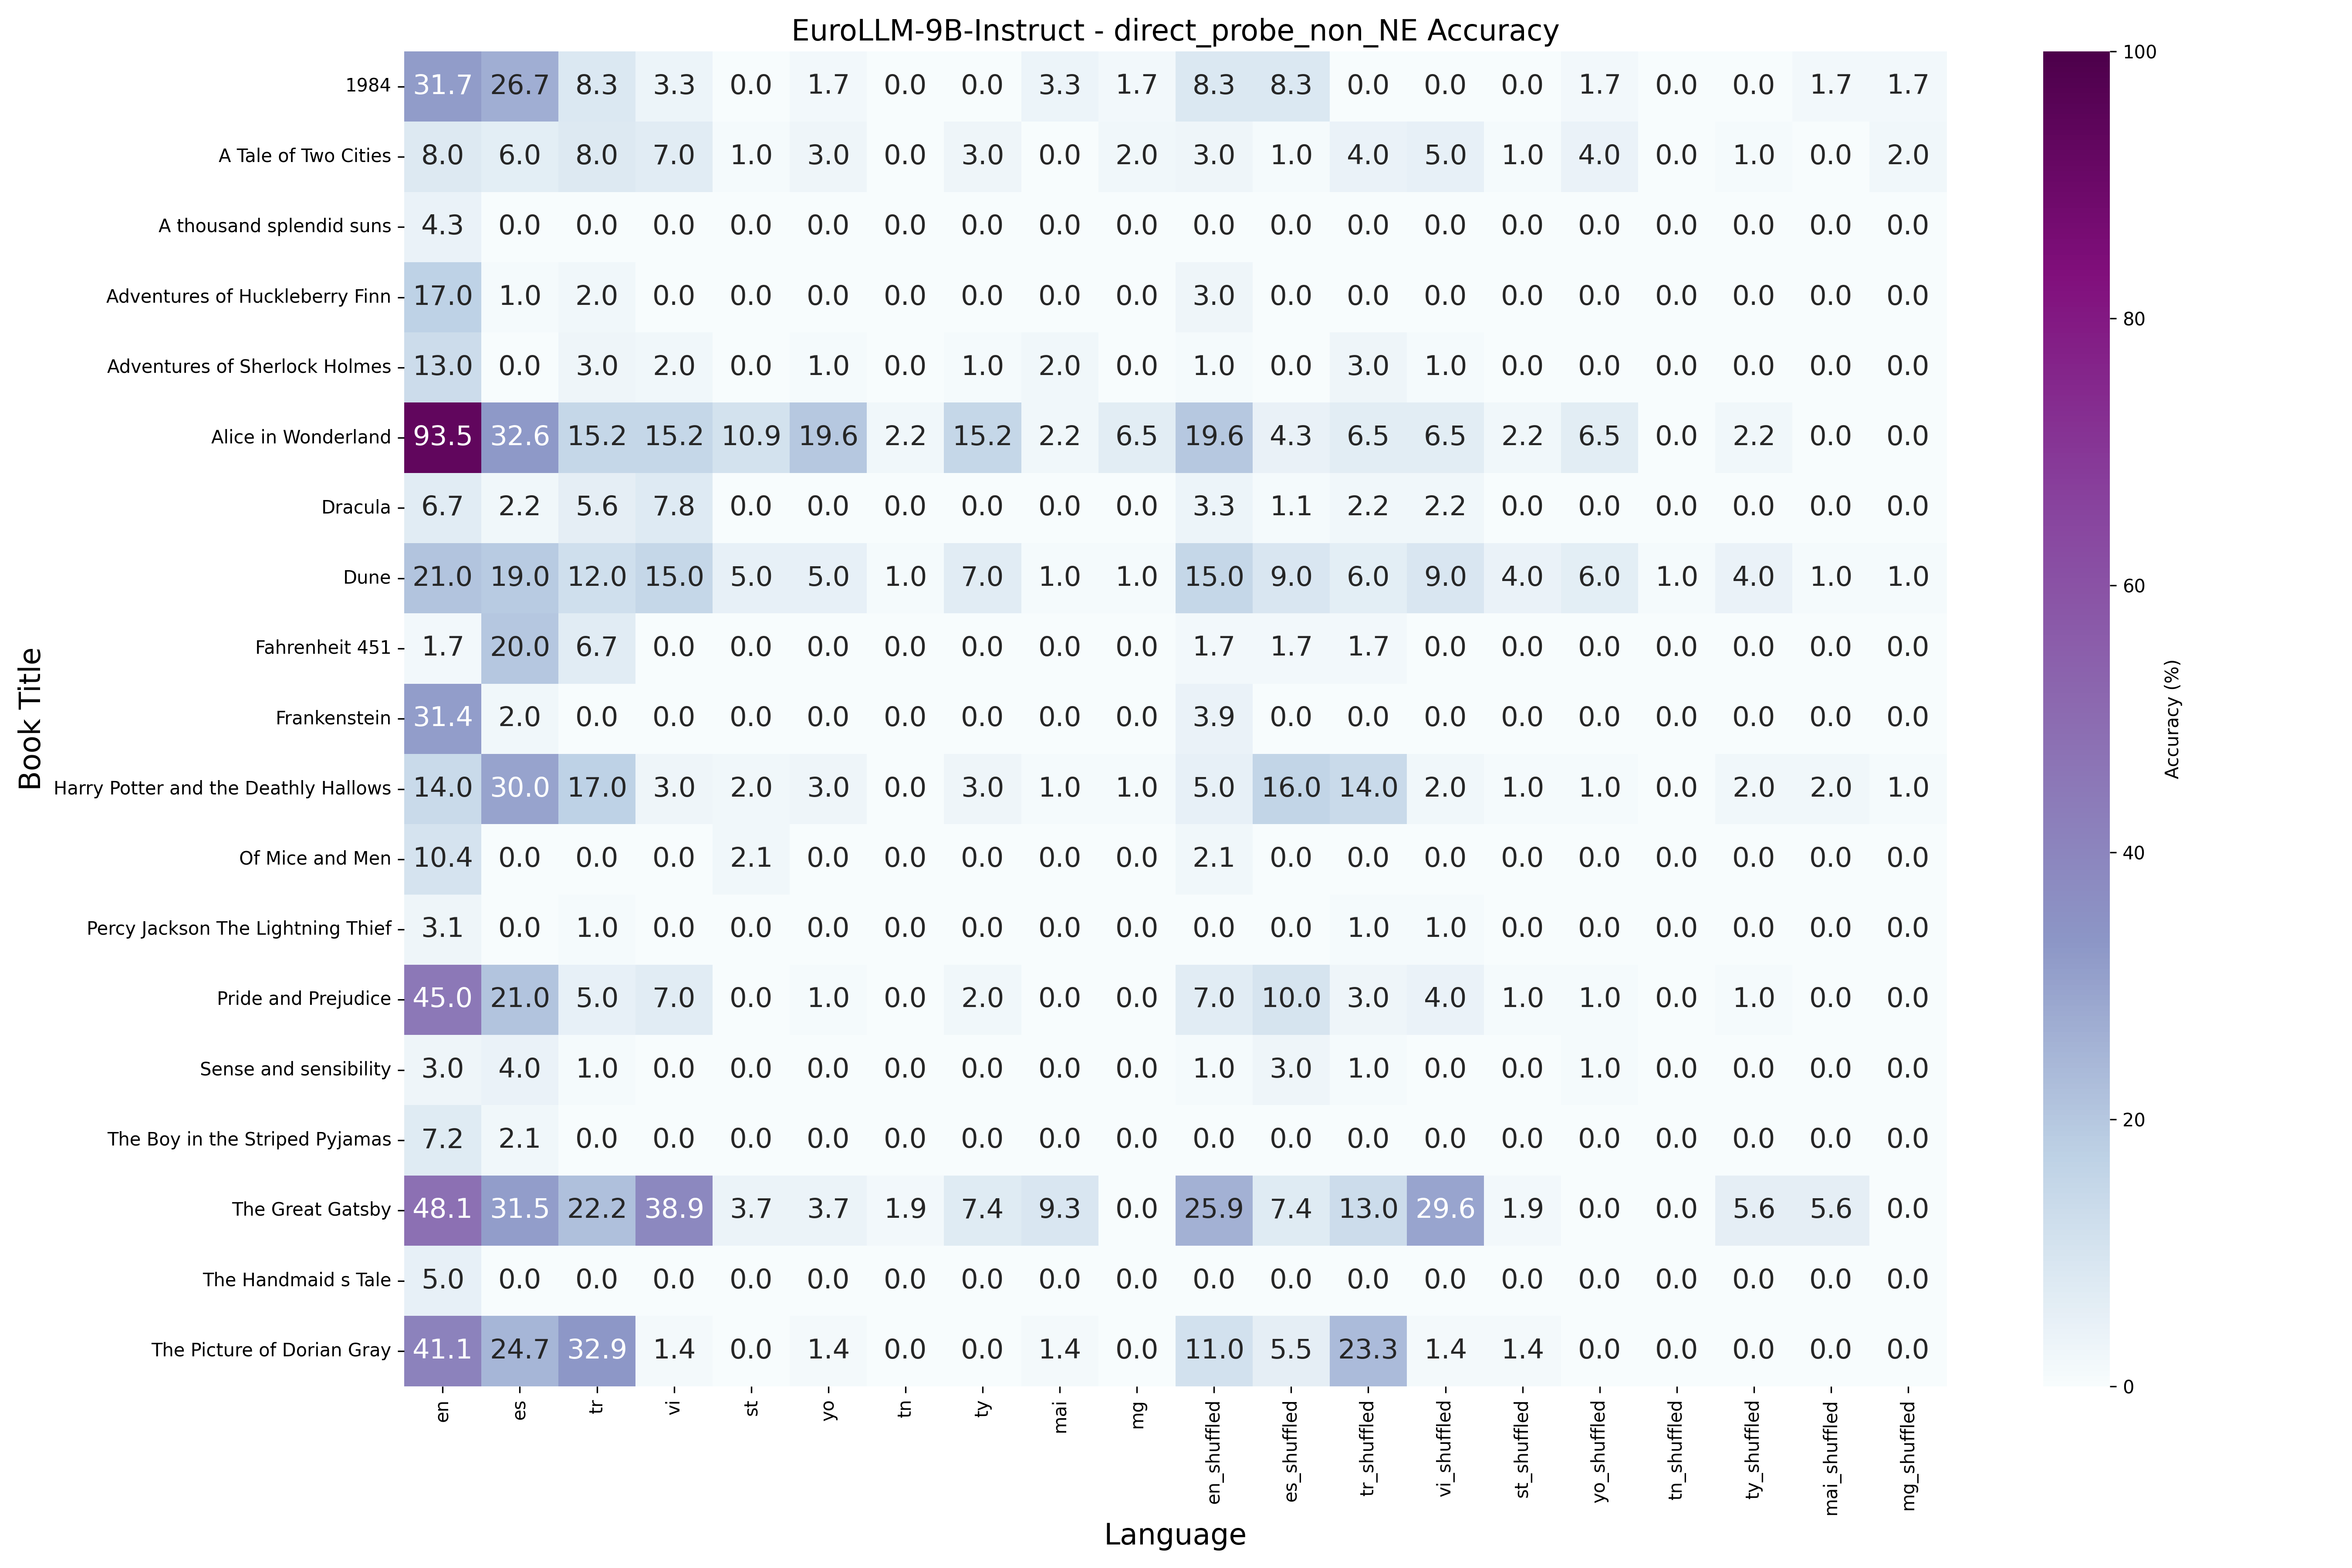 EuroLLM-9B-Instruct - direct_probe_non_NE Accuracy
Book Title
1984 31.7 26.7 8.3 3.3 0.0 1.7 0.0 0.0 3.3 1.7 8.3 8.3 0.0 0.0 0.0 1.7 0.0 0.0 1.7 1.7
A Tale of Two Cities 8.0 6.0 8.0 7.0 1.0 3.0 0.0 3.0 0.0 2.0 3.0 1.0 4.0 5.0 1.0 4.0 0.0 1.0 0.0 2.0
A thousand splendid suns 4.3 0.0 0.0 0.0 0.0 0.0 0.0 0.0 0.0 0.0 0.0 0.0 0.0 0.0 0.0 0.0 0.0 0.0 0.0 0.0
Adventures of Huckleberry Finn 17.0 1.0 2.0 0.0 0.0 0.0 0.0 0.0 0.0 0.0 3.0 0.0 0.0 0.0 0.0 0.0 0.0 0.0 0.0 0.0
Adventures of Sherlock Holmes 13.0 0.0 3.0 2.0 0.0 1.0 0.0 1.0 2.0 0.0 1.0 0.0 3.0 1.0 0.0 0.0 0.0 0.0 0.0 0.0
Alice in Wonderland 93.5 32.6 15.2 15.2 10.9 19.6 2.2 15.2 2.2 6.5 19.6 4.3 6.5 6.5 2.2 6.5 0.0 2.2 0.0 0.0
Dracula 6.7 2.2 5.6 7.8 0.0 0.0 0.0 0.0 0.0 0.0 3.3 1.1 2.2 2.2 0.0 0.0 0.0 0.0 0.0 0.0
Dune 21.0 19.0 12.0 15.0 5.0 5.0 1.0 7.0 1.0 1.0 15.0 9.0 6.0 9.0 4.0 6.0 1.0 4.0 1.0 1.0
Fahrenheit 451 1.7 20.0 6.7 0.0 0.0 0.0 0.0 0.0 0.0 0.0 1.7 1.7 1.7 0.0 0.0 0.0 0.0 0.0 0.0 0.0
Frankenstein 31.4 2.0 0.0 0.0 0.0 0.0 0.0 0.0 0.0 0.0 3.9 0.0 0.0 0.0 0.0 0.0 0.0 0.0 0.0 0.0
Harry Potter and the Deathly Hallows 14.0 30.0 17.0 3.0 2.0 3.0 0.0 3.0 1.0 1.0 5.0 16.0 14.0 2.0 1.0 1.0 0.0 2.0 2.0 1.0
Of Mice and Men 10.4 0.0 0.0 0.0 2.1 0.0 0.0 0.0 0.0 0.0 2.1 0.0 0.0 0.0 0.0 0.0 0.0 0.0 0.0 0.0
Percy Jackson The Lightning Thief 3.1 0.0 1.0 0.0 0.0 0.0 0.0 0.0 0.0 0.0 0.0 0.0 1.0 1.0 0.0 0.0 0.0 0.0 0.0 0.0
Pride and Prejudice 45.0 21.0 5.0 7.0 0.0 1.0 0.0 2.0 0.0 0.0 7.0 10.0 3.0 4.0 1.0 1.0 0.0 1.0 0.0 0.0
Sense and sensibility 3.0 4.0 1.0 0.0 0.0 0.0 0.0 0.0 0.0 0.0 1.0 3.0 1.0 0.0 0.0 1.0 0.0 0.0 0.0 0.0
The Boy in the Striped Pyjamas 7.2 2.1 0.0 0.0 0.0 0.0 0.0 0.0 0.0 0.0 0.0 0.0 0.0 0.0 0.0 0.0 0.0 0.0 0.0 0.0
The Great Gatsby 48.1 31.5 22.2 38.9 3.7 3.7 1.9 7.4 9.3 0.0 25.9 7.4 13.0 29.6 1.9 0.0 0.0 5.6 5.6 0.0
The Handmaid s Tale 5.0 0.0 0.0 0.0 0.0 0.0 0.0 0.0 0.0 0.0 0.0 0.0 0.0 0.0 0.0 0.0 0.0 0.0 0.0 0.0
The Picture of Dorian Gray 41.1 24.7 32.9 1.4 0.0 1.4 0.0 0.0 1.4 0.0 11.0 5.5 23.3 1.4 1.4 0.0 0.0 0.0 0.0 0.0
en es tr vi st yo tn ty mai mg en_shuffled es_shuffled tr_shuffled vi_shuffled st_shuffled yo_shuffled tn_shuffled ty_shuffled mai_shuffled mg_shuffled
Language
100
80
60
40
20
0
Accuracy (%)